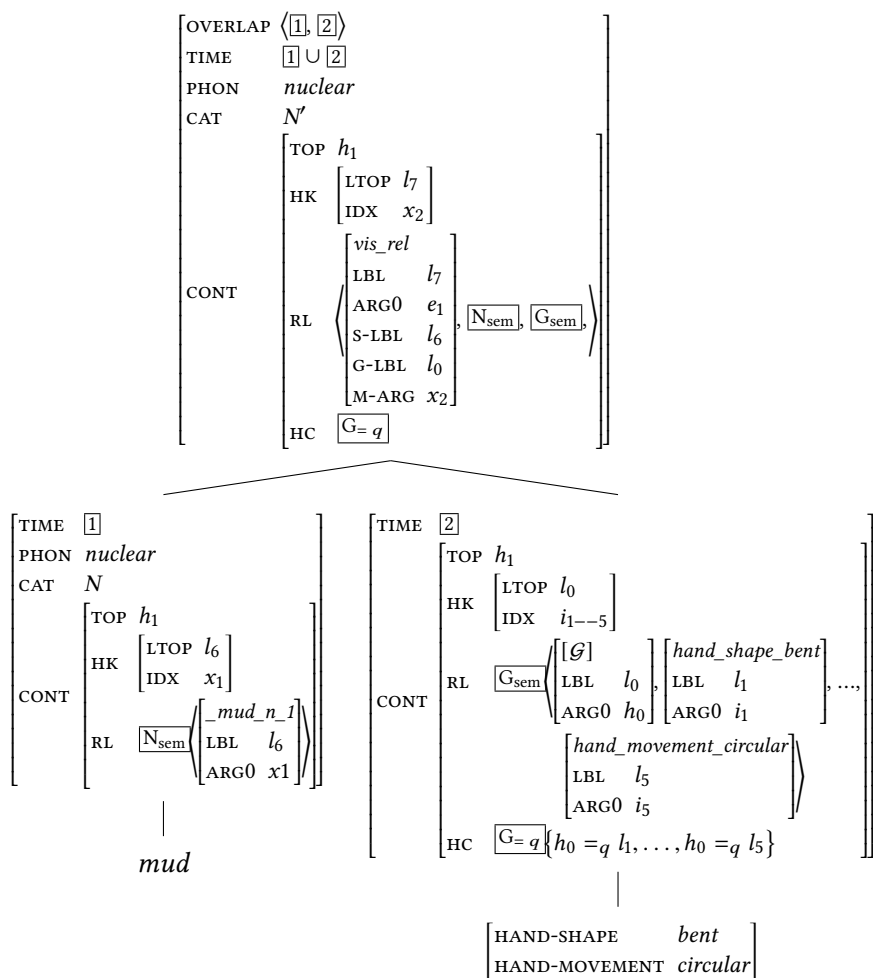 OVERLAP ⟨1, 2⟩
TIME 1 ∪ 2
PHON nuclear
CAT N′
TOP h1
HK LTOP l7
IDX x2
CONT
vis_rel
LBL l7
ARG0 e1
RL ⟨ S-LBL l6 , Nsem, Gsem, ⟩
G-LBL l0
M-ARG x2
HC G= q
TIME 1
PHON nuclear
CAT N
TOP h1
HK LTOP l6
IDX x1
CONT
RL Nsem ⟨ _mud_n_1
LBL l6
ARG0 x1 ⟩
mud
TIME 2
TOP h1
HK LTOP l0
IDX i1−−5
CONT
RL Gsem ⟨ [𝒢] , hand_shape_bent , ...,
LBL l0 LBL l1
ARG0 h0 ARG0 i1
hand_movement_circular
LBL l5
ARG0 i5 ⟩
HC G= q {h0 =q l1, . . . , h0 =q l5}
HAND-SHAPE bent
HAND-MOVEMENT circular